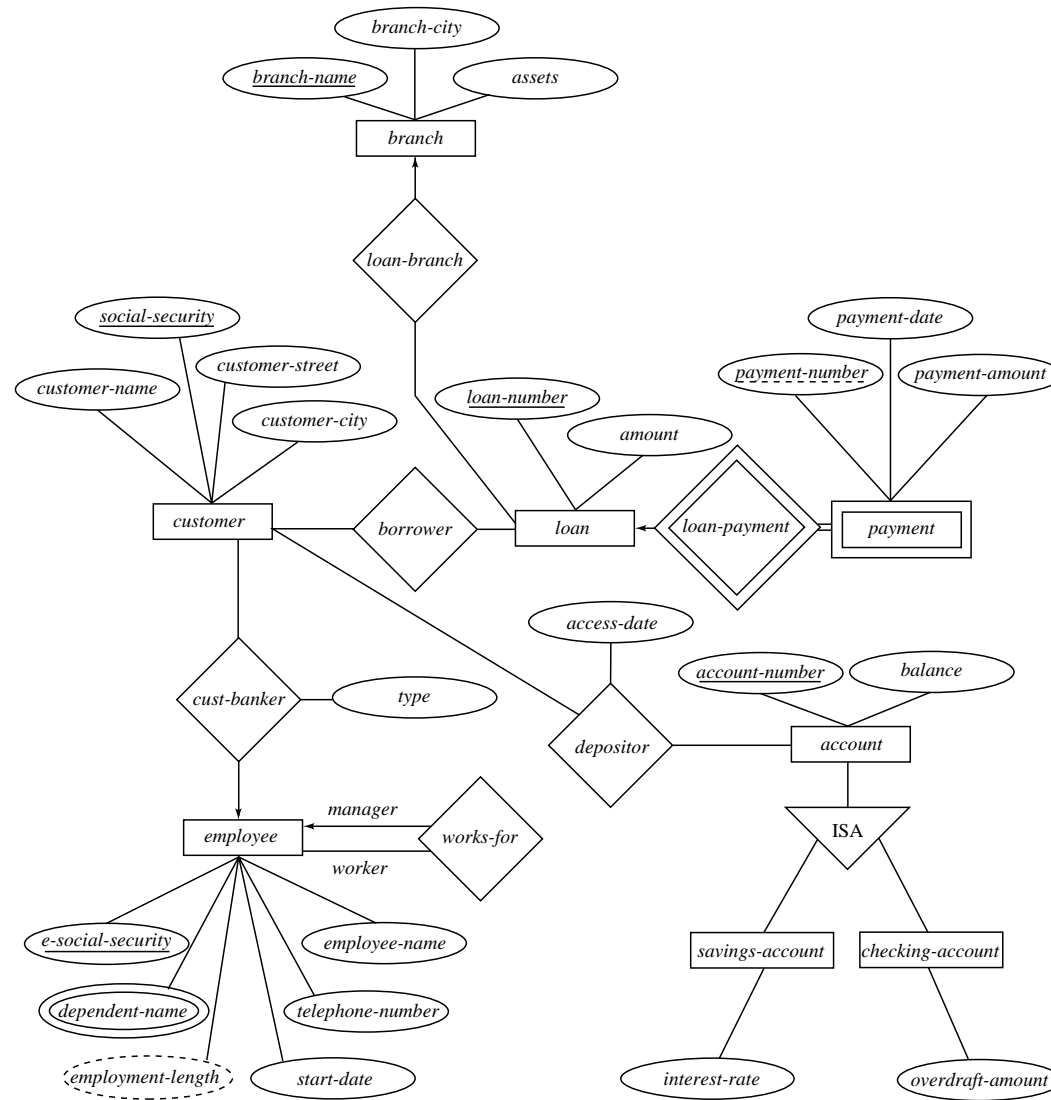 branch-city
branch-name
assets
branch
loan-branch
social-security
customer-street
customer-name
customer-city
payment-date
payment-number
payment-amount
loan-number
amount
customer
borrower
loan
loan-payment
payment
access-date
account-number
balance
cust-banker
type
depositor
account
manager
employee
works-for
worker
ISA
e-social-security
employee-name
savings-account
checking-account
dependent-name
telephone-number
employment-length
start-date
interest-rate
overdraft-amount